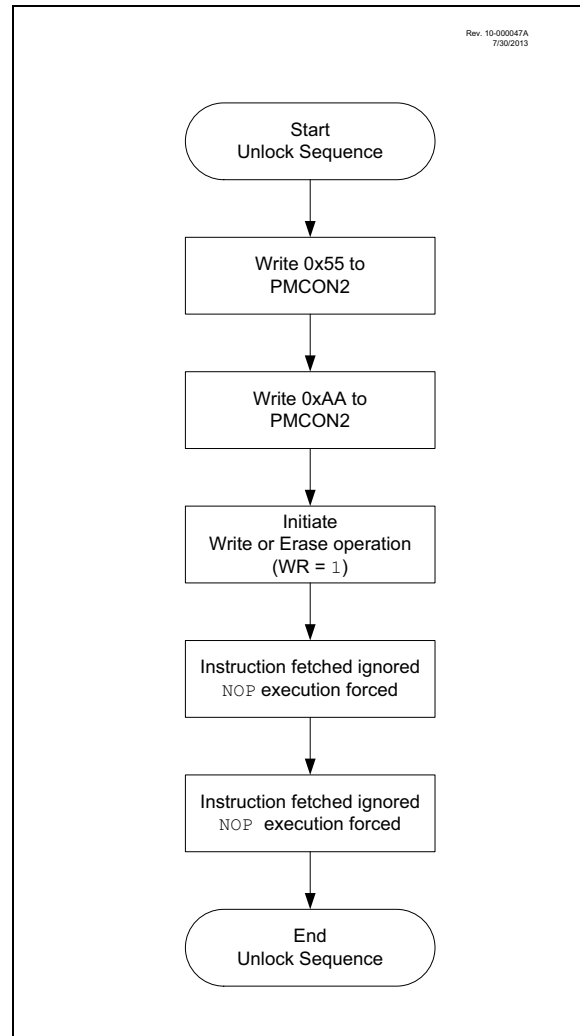 Rev. 10-000047A
7/30/2013
Start
Unlock Sequence
Write 0x55 to
PMCON2
Write 0xAA to
PMCON2
Initiate
Write or Erase operation
(WR = 1)
Instruction fetched ignored
NOP execution forced
Instruction fetched ignored
NOP execution forced
End
Unlock Sequence